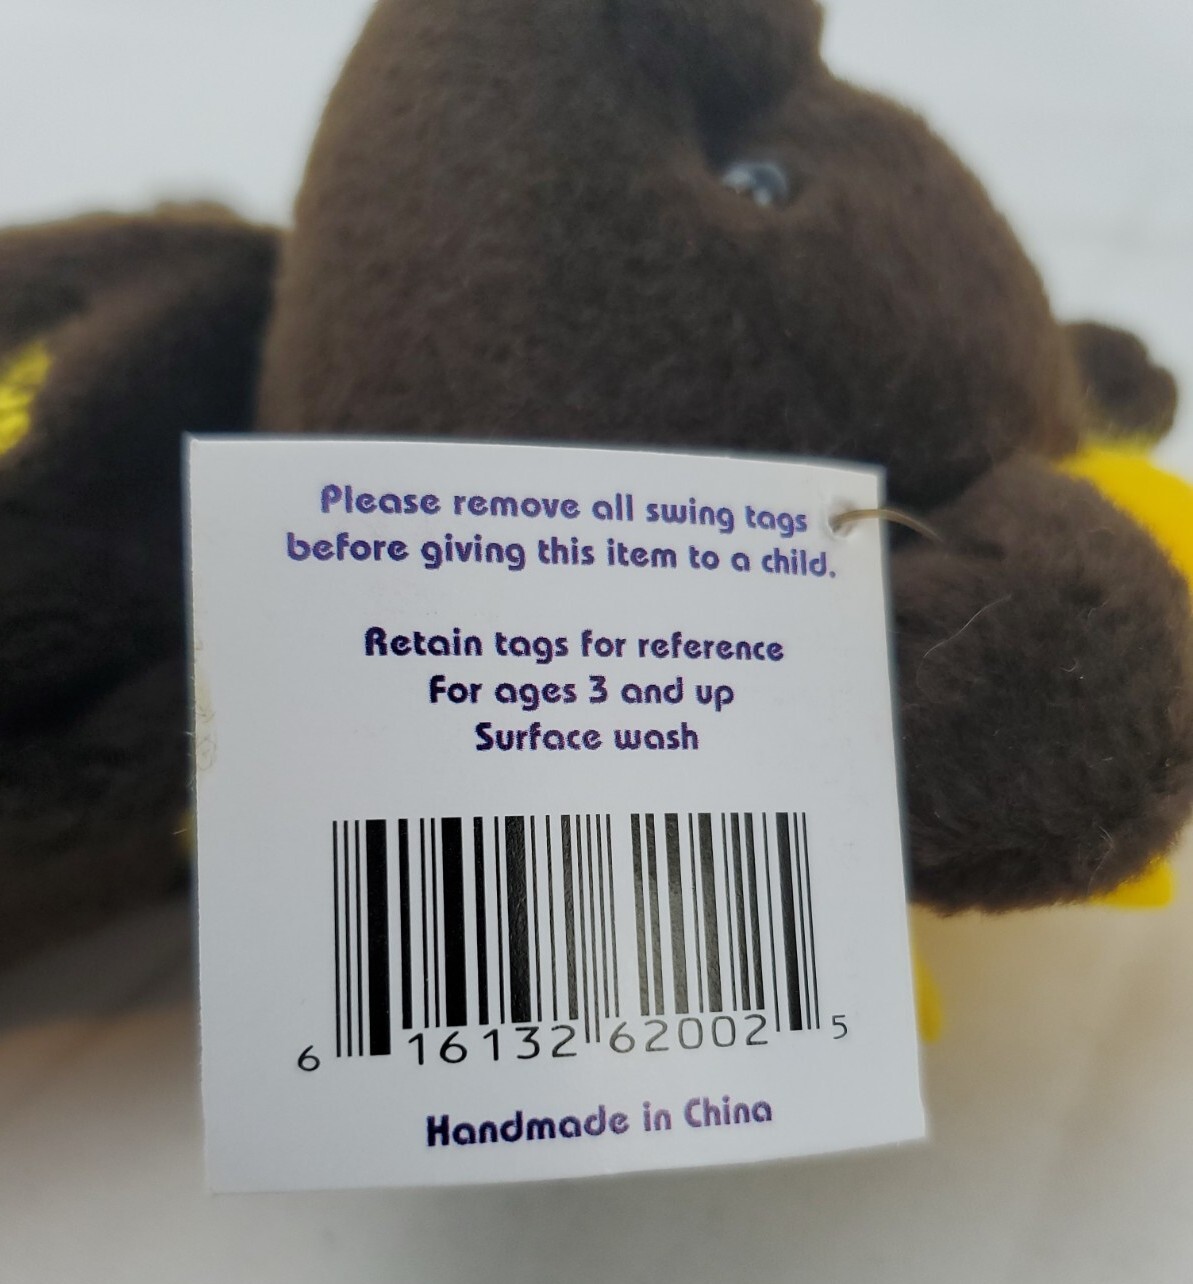 Please remove all swing tags
before giving this item to a child.
Retain tags for reference
For ages 3 and up
Surface wash
6 16132 62002 5
Handmade in China